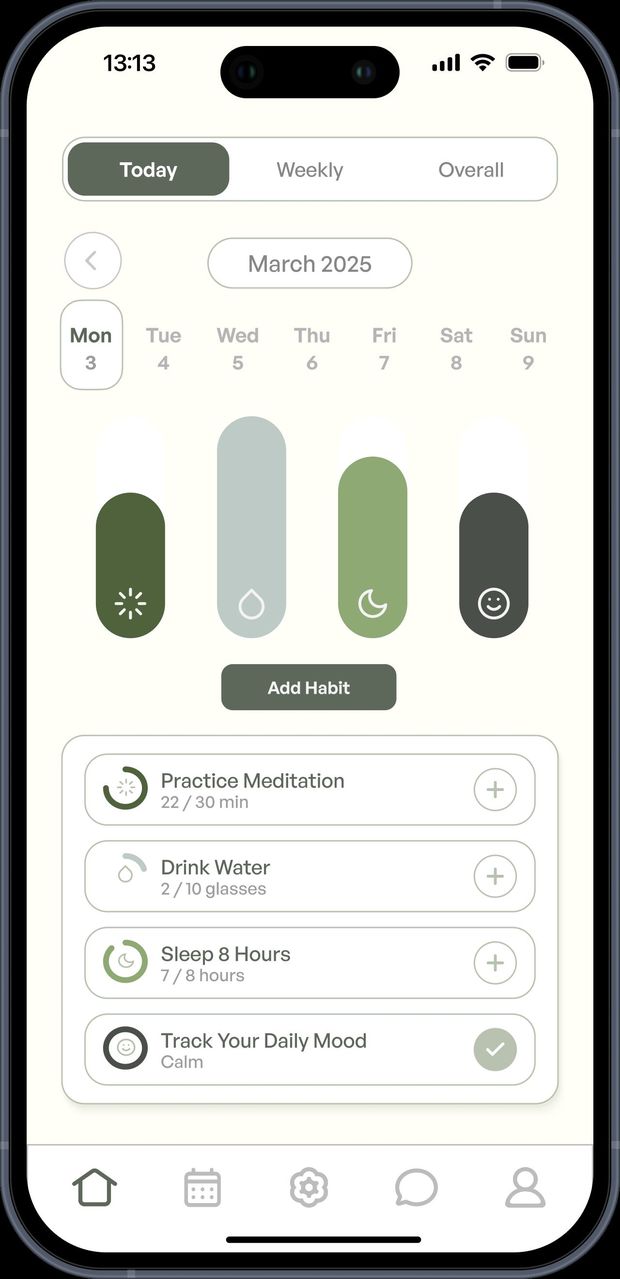 13:13
Today Weekly Overall
March 2025
Mon Tue Wed Thu Fri Sat Sun
3 4 5 6 7 8 9
Add Habit
Practice Meditation
22 / 30 min
Drink Water
2 / 10 glasses
Sleep 8 Hours
7 / 8 hours
Track Your Daily Mood
Calm